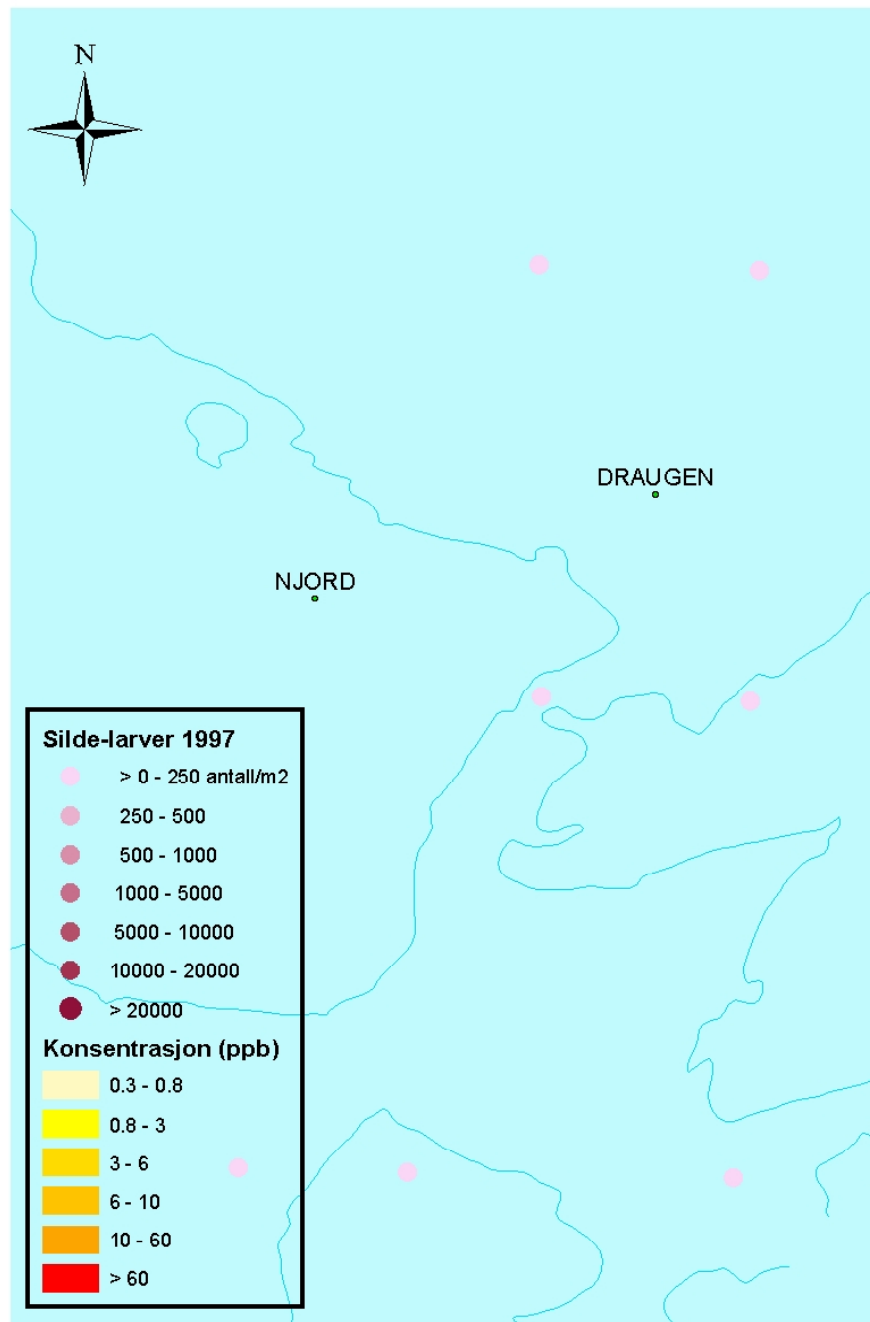 N
DRAUGEN
NJORD
Silde-larver 1997
> 0 - 250 antall/m2
250 - 500
500 - 1000
1000 - 5000
5000 - 10000
10000 - 20000
> 20000
Konsentrasjon (ppb)
0.3 - 0.8
0.8 - 3
3 - 6
6 - 10
10 - 60
> 60